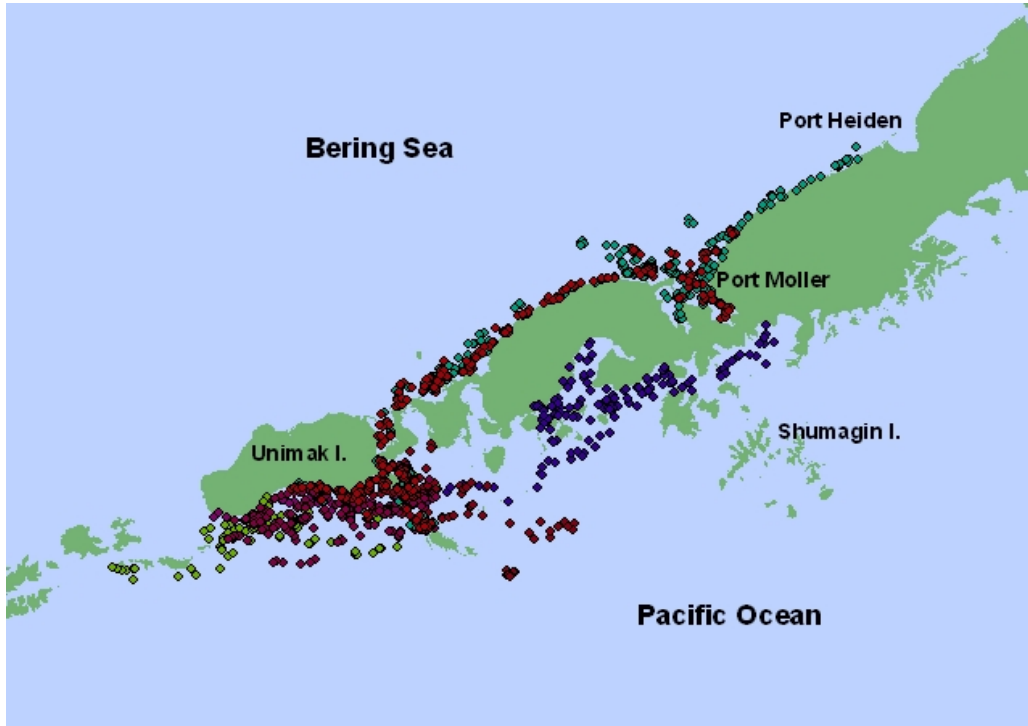 Port Heiden
Bering Sea
Port Moller
Shumagin I.
Unimak I.
Pacific Ocean